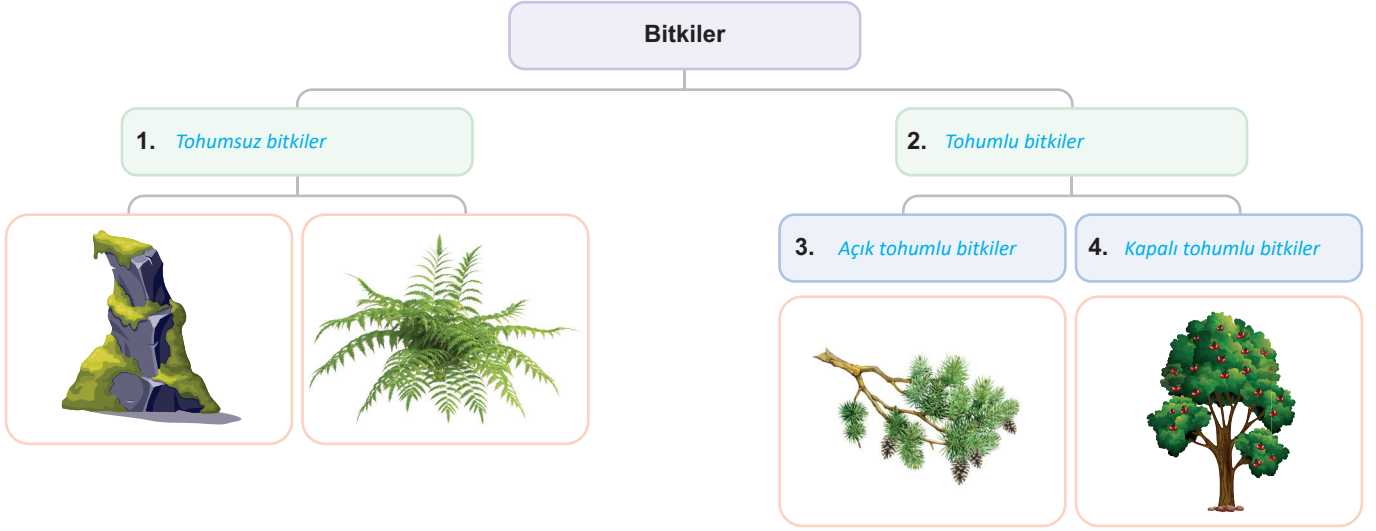 Bitkiler
1. Tohumsuz bitkiler
2. Tohumlu bitkiler
3. Açık tohumlu bitkiler
4. Kapalı tohumlu bitkiler